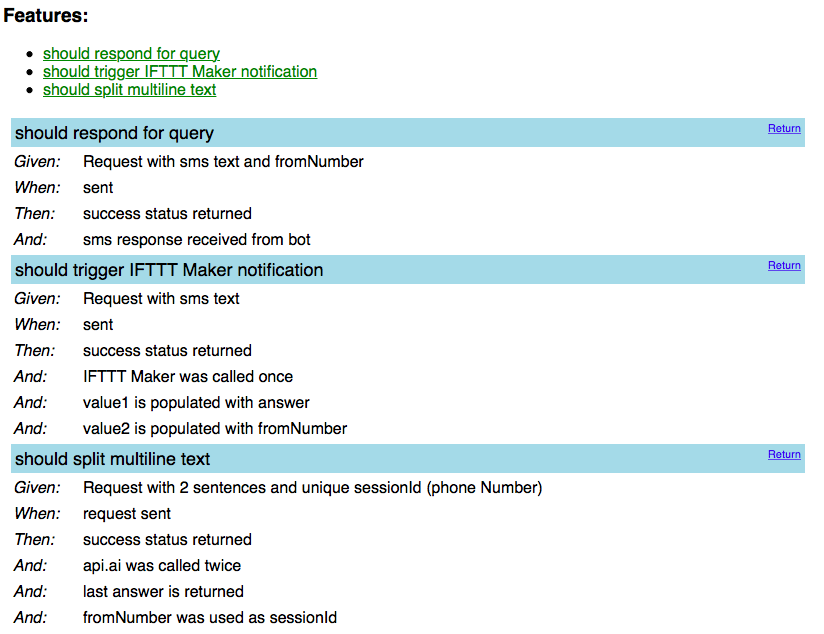 Features:
should respond for query
should trigger IFTTT Maker notification
should split multiline text
should respond for query Return
Given: Request with sms text and fromNumber
When: sent
Then: success status returned
And: sms response received from bot
should trigger IFTTT Maker notification Return
Given: Request with sms text
When: sent
Then: success status returned
And: IFTTT Maker was called once
And: value1 is populated with answer
And: value2 is populated with fromNumber
should split multiline text Return
Given: Request with 2 sentences and unique sessionId (phone Number)
When: request sent
Then: success status returned
And: api.ai was called twice
And: last answer is returned
And: fromNumber was used as sessionId